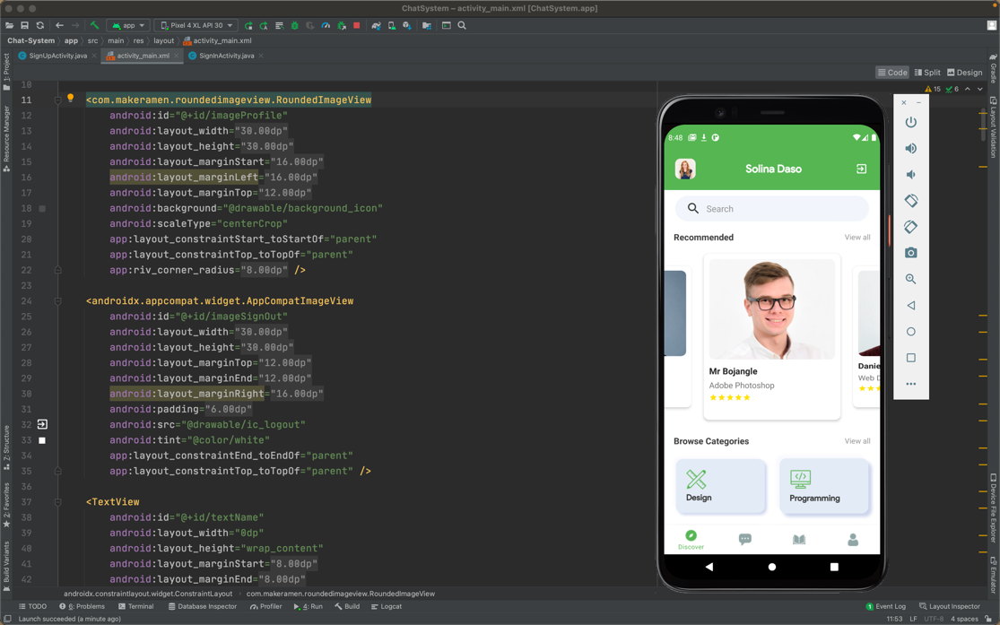 ChatSystem – activity_main.xml [ChatSystem.app]
app
Pixel 4 XL API 30
Chat-System
app
src
main
res
layout
activity_main.xml
SignUpActivity.java
activity_main.xml
SignInActivity.java
Code
Split
Design
15
6
1: Project
Resource Manager
Z: Structure
2: Favorites
Build Variants
Gradle
Layout Validation
Device File Explorer
Emulator
10
11 <com.makeramen.roundedimageview.RoundedImageView
12 android:id="@+id/imageProfile"
13 android:layout_width="30.00dp"
14 android:layout_height="30.00dp"
15 android:layout_marginStart="16.00dp"
16 android:layout_marginLeft="16.00dp"
17 android:layout_marginTop="12.00dp"
18 android:background="@drawable/background_icon"
19 android:scaleType="centerCrop"
20 app:layout_constraintStart_toStartOf="parent"
21 app:layout_constraintTop_toTopOf="parent"
22 app:riv_corner_radius="8.00dp" />
23
24 <androidx.appcompat.widget.AppCompatImageView
25 android:id="@+id/imageSignOut"
26 android:layout_width="30.00dp"
27 android:layout_height="30.00dp"
28 android:layout_marginTop="12.00dp"
29 android:layout_marginEnd="12.00dp"
30 android:layout_marginRight="16.00dp"
31 android:padding="6.00dp"
32 android:src="@drawable/ic_logout"
33 android:tint="@color/white"
34 app:layout_constraintEnd_toEndOf="parent"
35 app:layout_constraintTop_toTopOf="parent" />
36
37 <TextView
38 android:id="@+id/textName"
39 android:layout_width="0dp"
40 android:layout_height="wrap_content"
41 android:layout_marginStart="8.00dp"
42 android:layout_marginEnd="8.00dp"
8:48
Solina Daso
Search
Recommended
View all
Mr Bojangle
Adobe Photoshop
★★★★★
Danie
Web D
Browse Categories
View all
Design
Programming
Discover
androidx.constraintlayout.widget.ConstraintLayout
com.makeramen.roundedimageview.RoundedImageView
TODO
6: Problems
Terminal
Database Inspector
Profiler
4: Run
Build
Logcat
1 Event Log
Layout Inspector
Launch succeeded (a minute ago)
11:53
LF
UTF-8
4 spaces